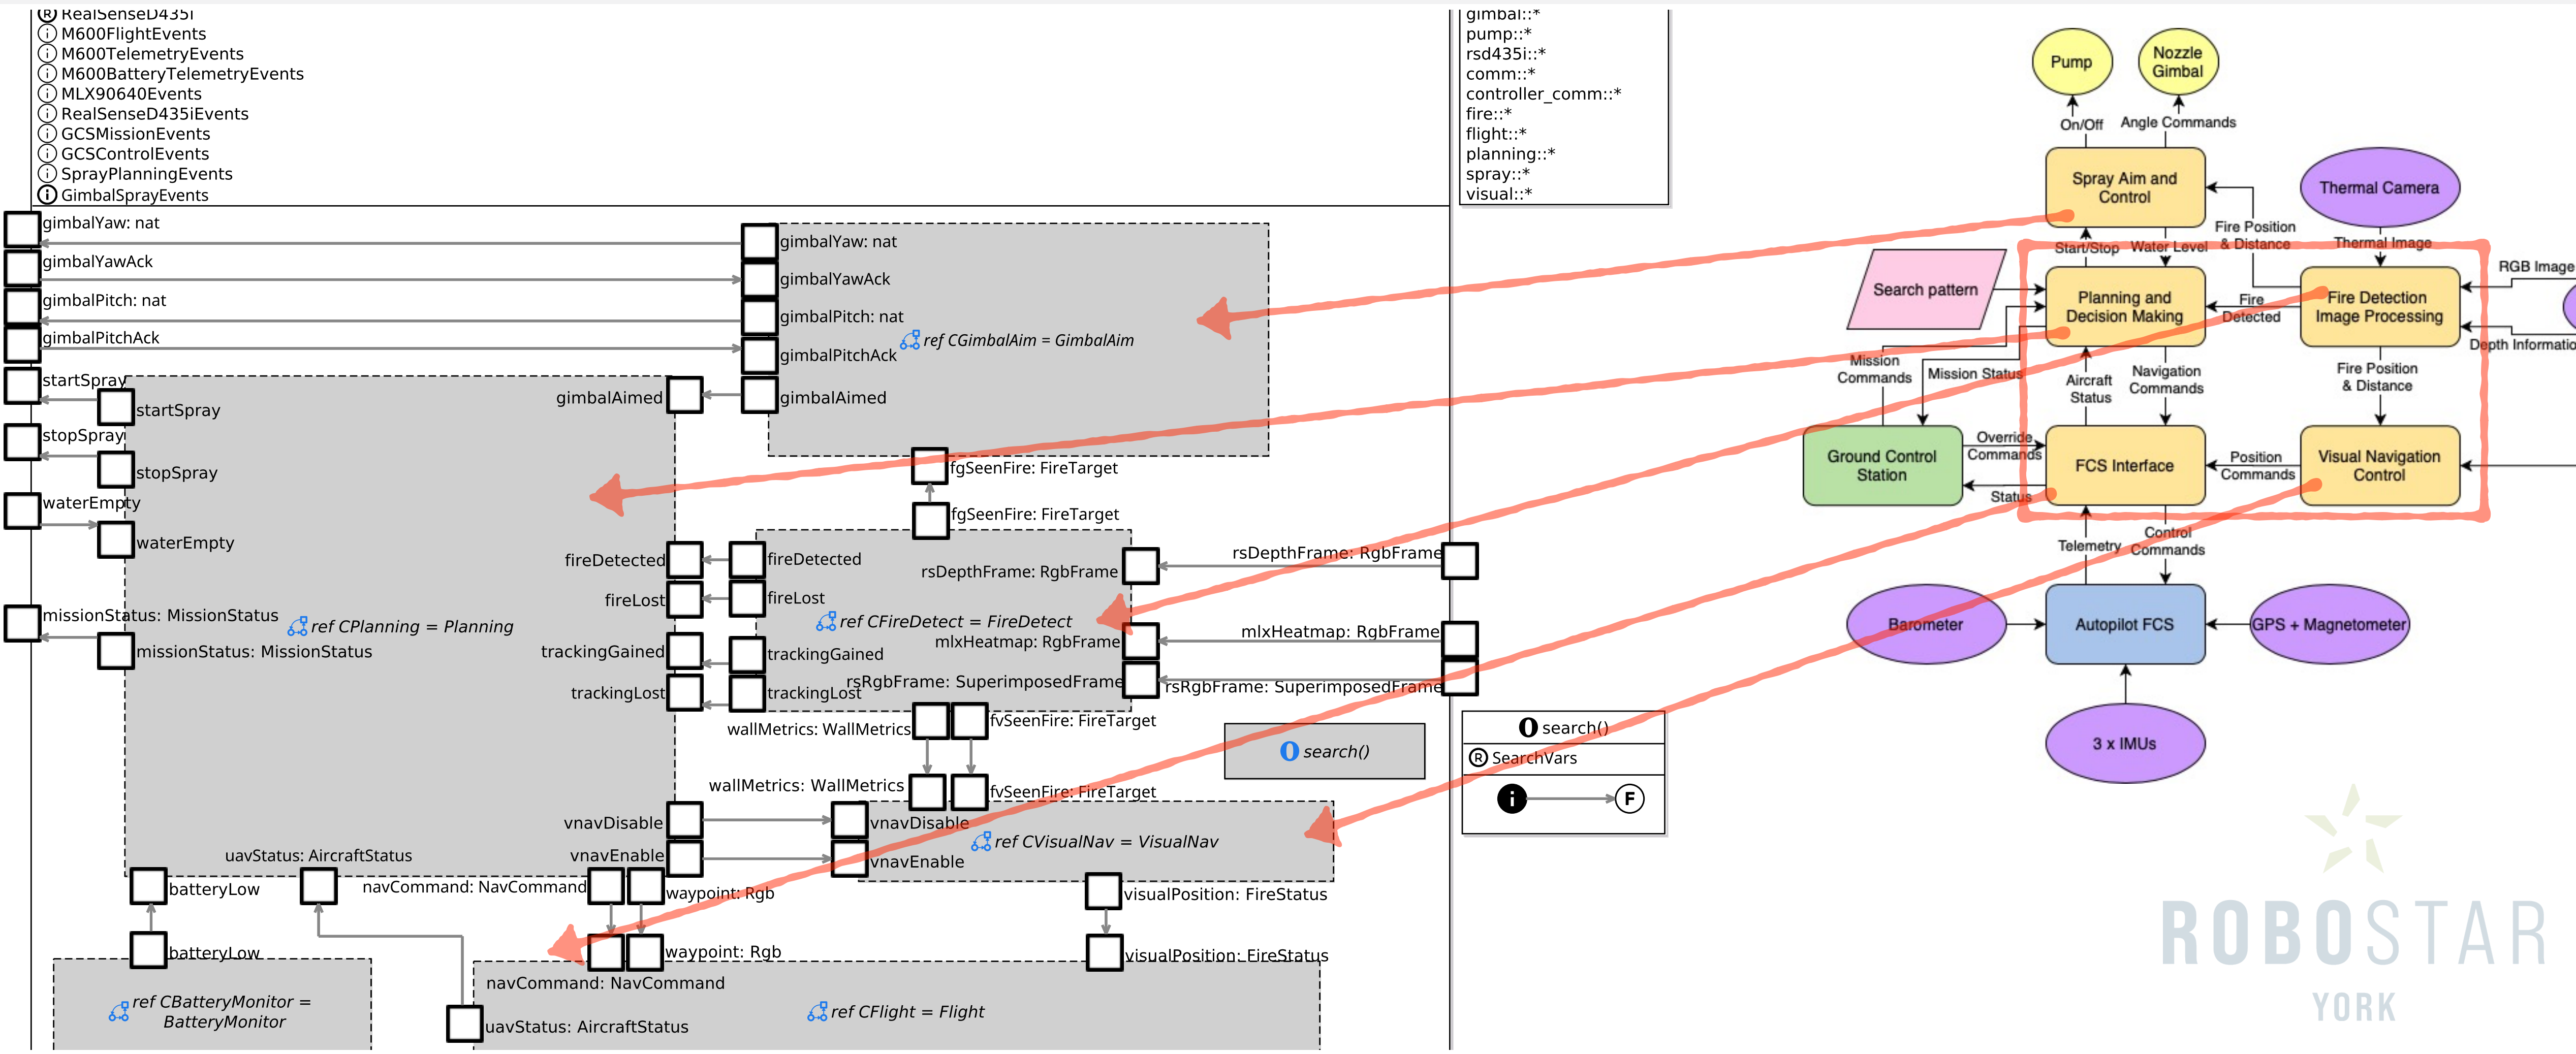 RealSenseD435i
M600FlightEvents
M600TelemetryEvents
M600BatteryTelemetryEvents
MLX90640Events
RealSenseD435iEvents
GCSMissionEvents
GCSControlEvents
SprayPlanningEvents
GimbalSprayEvents
gimbalYaw: nat
gimbalYawAck
gimbalPitch: nat
gimbalPitchAck
startSpray
stopSpray
waterEmpty
missionStatus: MissionStatus
gimbalYaw: nat
gimbalYawAck
gimbalPitch: nat
ref CGimbalAim = GimbalAim
gimbalPitchAck
gimbalAimed
gimbalAimed
startSpray
stopSpray
waterEmpty
missionStatus: MissionStatus
ref CPlanning = Planning
fgSeenFire: FireTarget
fgSeenFire: FireTarget
fireDetected
fireDetected
fireLost
fireLost
trackingGained
trackingGained
trackingLost
trackingLost
rsDepthFrame: RgbFrame
rsDepthFrame: RgbFrame
ref CFireDetect = FireDetect
mlxHeatmap: RgbFrame
mlxHeatmap: RgbFrame
rsRgbFrame: SuperimposedFrame
rsRgbFrame: SuperimposedFrame
wallMetrics: WallMetrics
fvSeenFire: FireTarget
wallMetrics: WallMetrics
fvSeenFire: FireTarget
O search()
vnavDisable
vnavDisable
vnavEnable
vnavEnable
ref CVisualNav = VisualNav
uavStatus: AircraftStatus
batteryLow
navCommand: NavCommand
waypoint: Rgb
visualPosition: FireStatus
batteryLow
waypoint: Rgb
visualPosition: FireStatus
navCommand: NavCommand
ref CBatteryMonitor =
BatteryMonitor
uavStatus: AircraftStatus
ref CFlight = Flight
gimbal::*
pump::*
rsd435i::*
comm::*
controller_comm::*
fire::*
flight::*
planning::*
spray::*
visual::*
O search()
R SearchVars
i
F
Pump
Nozzle
Gimbal
On/Off
Angle Commands
Spray Aim and
Control
Thermal Camera
Start/Stop
Water Level
Fire Position
& Distance
Thermal Image
RGB Image
Search pattern
Planning and
Decision Making
Fire
Detected
Fire Detection
Image Processing
Depth Informatio
Mission
Commands
Mission Status
Aircraft
Status
Navigation
Commands
Fire Position
& Distance
Ground Control
Station
Override
Commands
Status
FCS Interface
Position
Commands
Visual Navigation
Control
Telemetry
Control
Commands
Barometer
Autopilot FCS
GPS + Magnetometer
3 x IMUs
ROBOSTAR
YORK